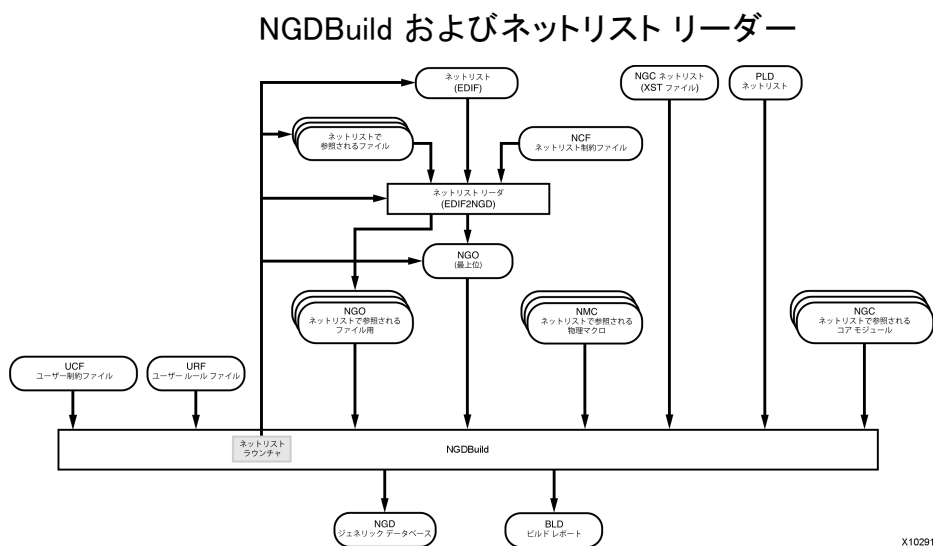 NGDBuild およびネットリスト リーダー
ネットリスト
(EDIF)
NGC ネットリスト
(XST ファイル)
PLD
ネットリスト
ネットリストで
参照されるファイル
NCF
ネットリスト制約ファイル
ネットリスト リーダ
(EDIF2NGD)
NGO
(最上位)
NGO
ネットリストで参照される
ファイル用
NMC
ネットリストで参照される
物理マクロ
NGC
ネットリストで参照される
コア モジュール
UCF
ユーザー制約ファイル
URF
ユーザー ルール ファイル
ネットリスト
ラウンチャ
NGDBuild
NGD
ジェネリック データベース
BLD
ビルド レポート
X10291